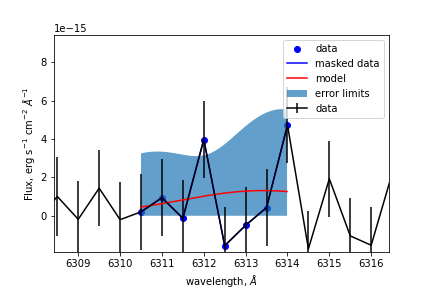 1e−15
data
masked data
model
error limits
data
8
6
4
2
0
Flux, erg s⁻¹ cm⁻² Å⁻¹
6309 6310 6311 6312 6313 6314 6315 6316
wavelength, Å